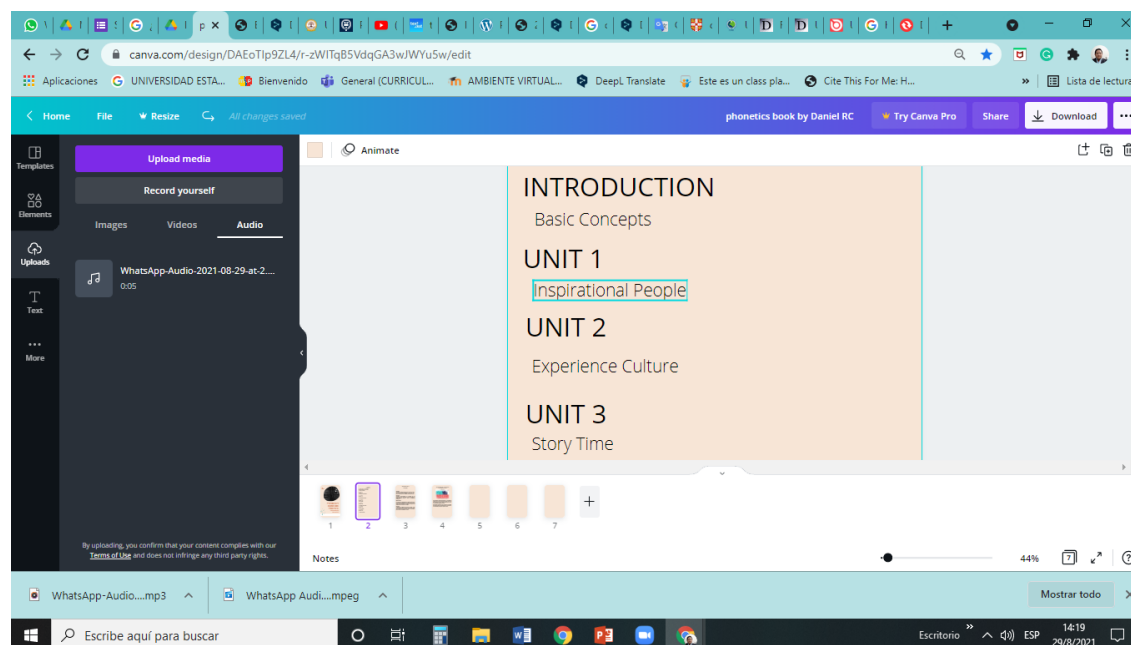 canva.com/design/DAEoTIp9ZL4/r-zWITqB5VdqGA3wJWYu5w/edit
Aplicaciones UNIVERSIDAD ESTA... Bienvenido General (CURRICUL... AMBIENTE VIRTUAL... DeepL Translate Este es un class pla... Cite This For Me: H... » Lista de lectura
Home File Resize All changes saved phonetics book by Daniel RC Try Canva Pro Share Download ...
Templates
Elements
Uploads
Text
More
Upload media
Record yourself
Images Videos Audio
WhatsApp-Audio-2021-08-29-at-2....
0:05
By uploading, you confirm that your content complies with our
Terms of Use and does not infringe any third party rights.
Animate
INTRODUCTION
Basic Concepts
UNIT 1
Inspirational People
UNIT 2
Experience Culture
UNIT 3
Story Time
1 2 3 4 5 6 7
Notes 44% 7
WhatsApp-Audio....mp3 WhatsApp Audi....mpeg Mostrar todo
Escribe aquí para buscar Escritorio » ESP 14:19
29/8/2021